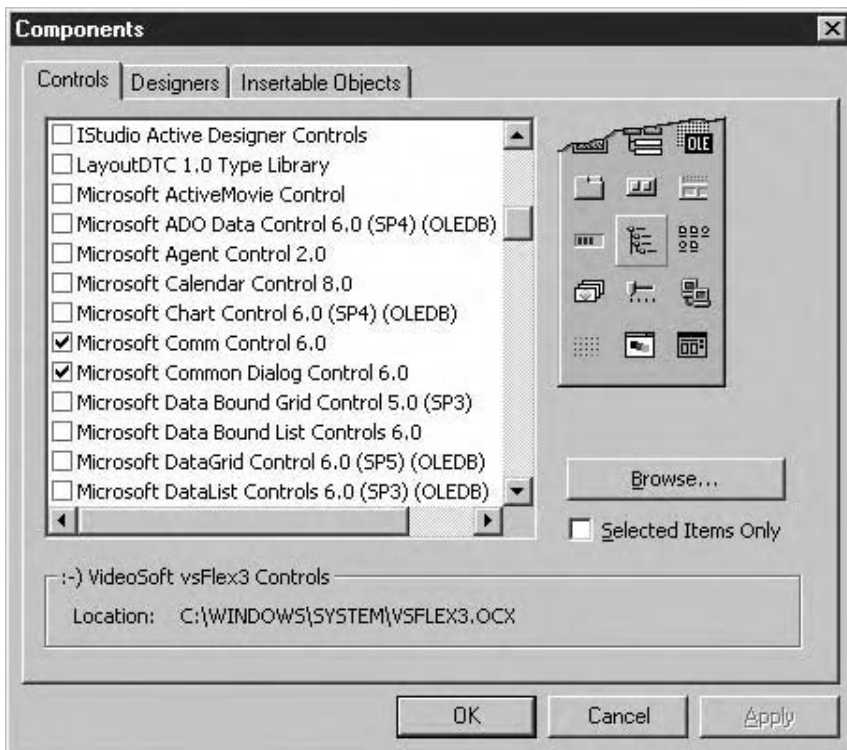 Components
Controls
Designers
Insertable Objects
IStudio Active Designer Controls
LayoutDTC 1.0 Type Library
Microsoft ActiveMovie Control
Microsoft ADO Data Control 6.0 (SP4) (OLEDB)
Microsoft Agent Control 2.0
Microsoft Calendar Control 8.0
Microsoft Chart Control 6.0 (SP4) (OLEDB)
Microsoft Comm Control 6.0
Microsoft Common Dialog Control 6.0
Microsoft Data Bound Grid Control 5.0 (SP3)
Microsoft Data Bound List Controls 6.0
Microsoft DataGrid Control 6.0 (SP5) (OLEDB)
Microsoft DataList Controls 6.0 (SP3) (OLEDB)
OLE
Browse...
Selected Items Only
:-) VideoSoft vsFlex3 Controls
Location: C:\WINDOWS\SYSTEM\VSFLEX3.OCX
OK
Cancel
Apply